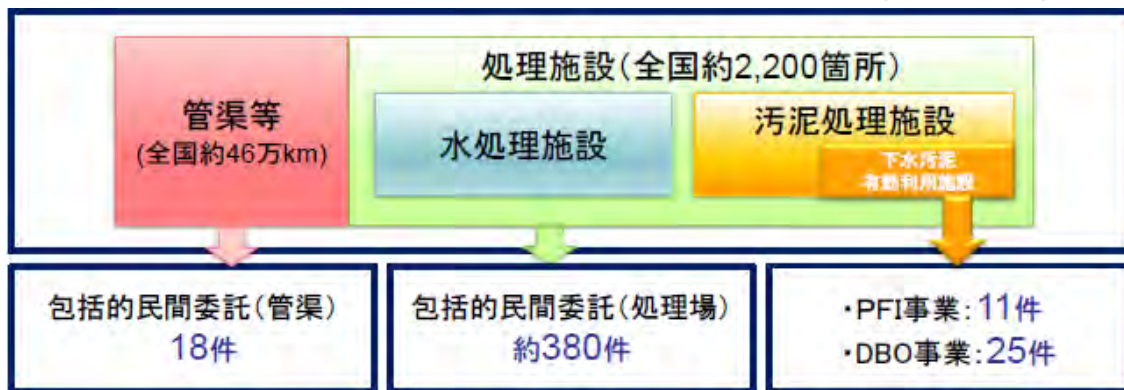 管渠等
(全国約46万km)
処理施設(全国約2,200箇所)
水処理施設
汚泥処理施設
下水汚泥
有効利用施設
包括的民間委託(管渠)
18件
包括的民間委託(処理場)
約380件
・PFI事業:11件
・DBO事業:25件